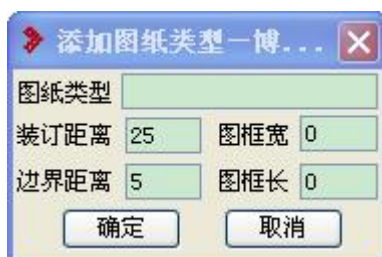 添加图纸类型－博...
图纸类型
装订距离 25 图框宽 0
边界距离 5 图框长 0
确定 取消